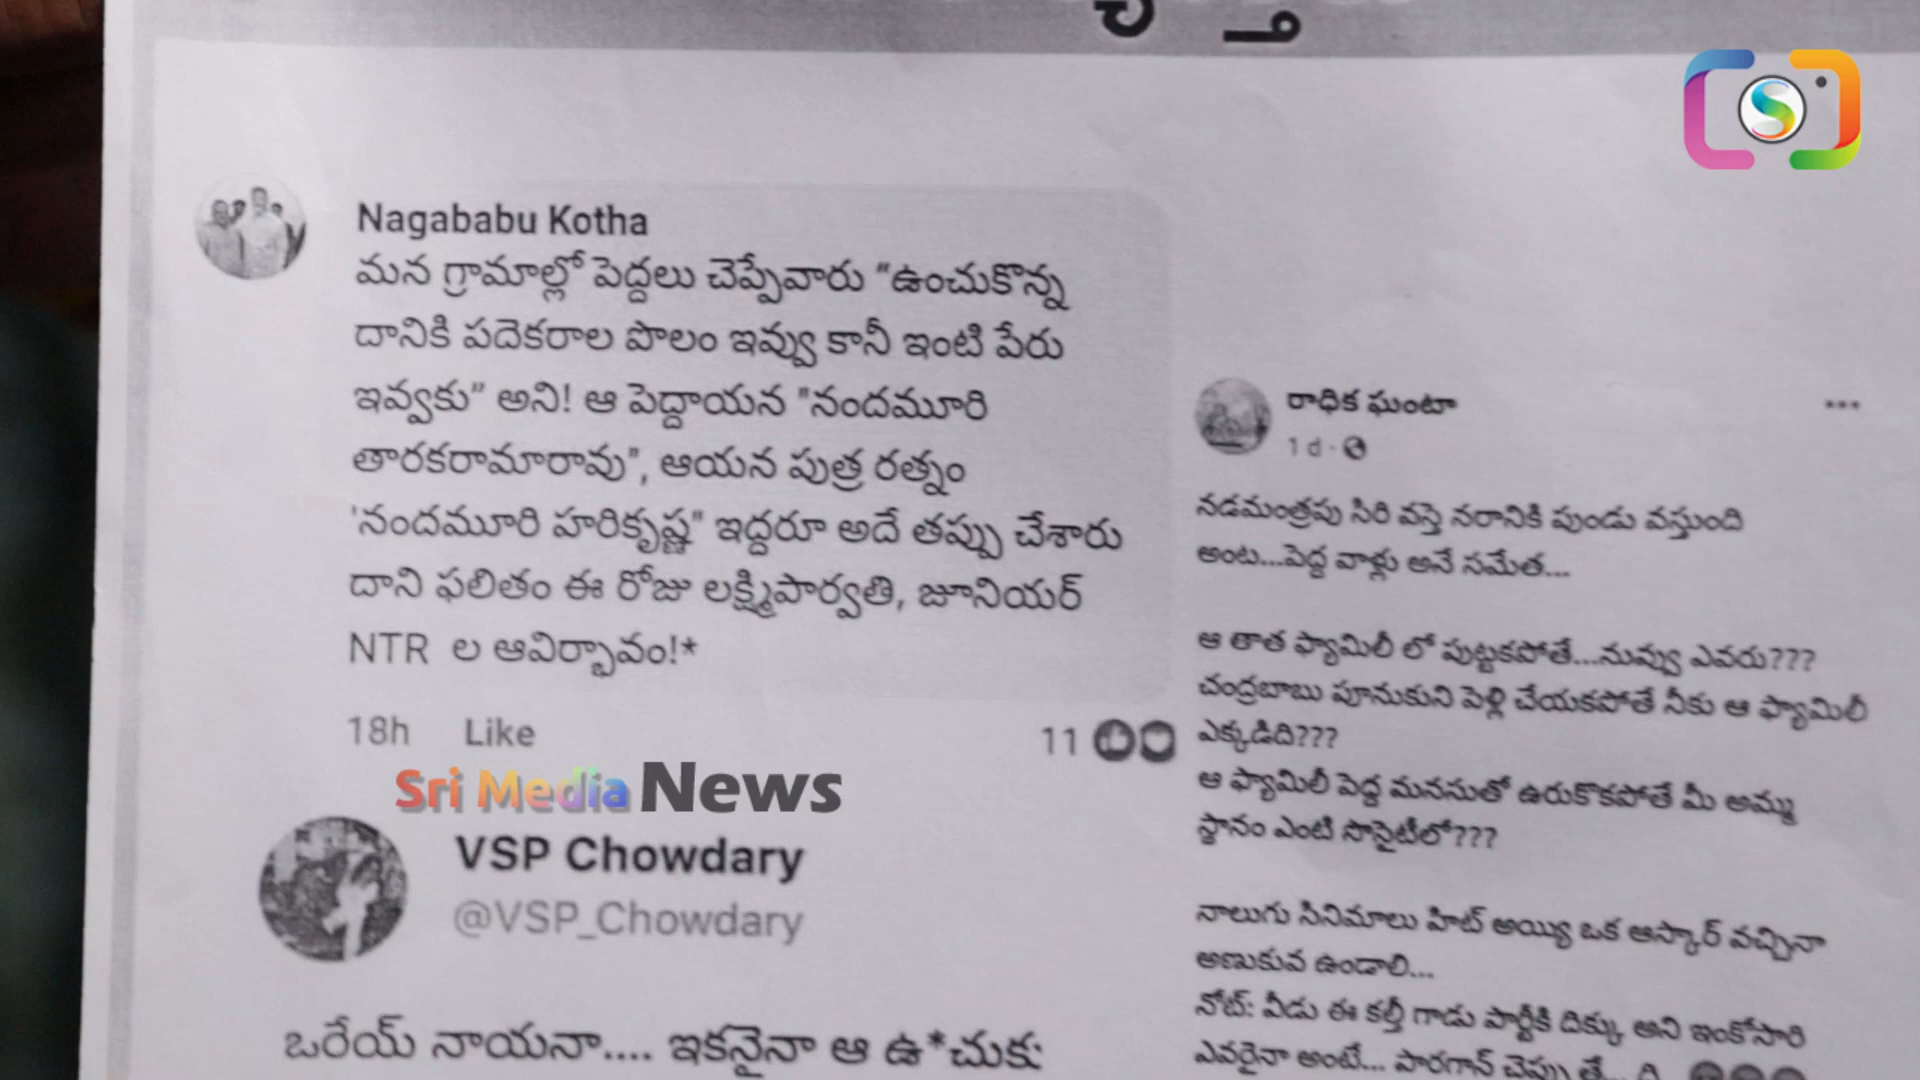 Nagababu Kotha
మన గ్రామాల్లో పెద్దలు చెప్పేవారు "ఉంచుకొన్న
దానికి పదెకరాల పొలం ఇవ్వు కానీ ఇంటి పేరు
ఇవ్వకు" అని! ఆ పెద్దాయన "నందమూరి
తారకరామారావు", ఆయన పుత్ర రత్నం
'నందమూరి హరికృష్ణ" ఇద్దరూ అదే తప్పు చేశారు
దాని ఫలితం ఈ రోజు లక్ష్మిపార్వతి, జూనియర్
NTR ల ఆవిర్భావం!*
18h Like 11
Sri Media News
VSP Chowdary
@VSP_Chowdary
ఒరేయ్ నాయనా.... ఇకనైనా ఆ ఉ*చుకు
రాధిక ఘంటా
1 d
నడమంత్రపు సిరి వస్తె నరానికి పుండు వస్తుంది
అంట...పెద్ద వాళ్లు అనే సమేత...
ఆ తాత ఫ్యామిలీ లో పుట్టకపోతే...నువ్వు ఎవరు???
చంద్రబాబు పూనుకుని పెళ్లి చేయకపోతే నీకు ఆ ఫ్యామిలీ
ఎక్కడిది???
ఆ ఫ్యామిలీ పెద్ద మనసుతో ఊరుకొకపోతే మీ అమ్మ
స్థానం ఎంటి సొసైటీలో???
నాలుగు సినిమాలు హిట్ అయ్యి ఒక ఆస్కార్ వచ్చినా
అణుకువ ఉండాలి...
నోట్: వీడు ఈ కల్తీ గాడు పార్టీకి దిక్కు అని ఇంకోసారి
ఎవరైనా అంటే... పారగాన్ చెప్పు తే...